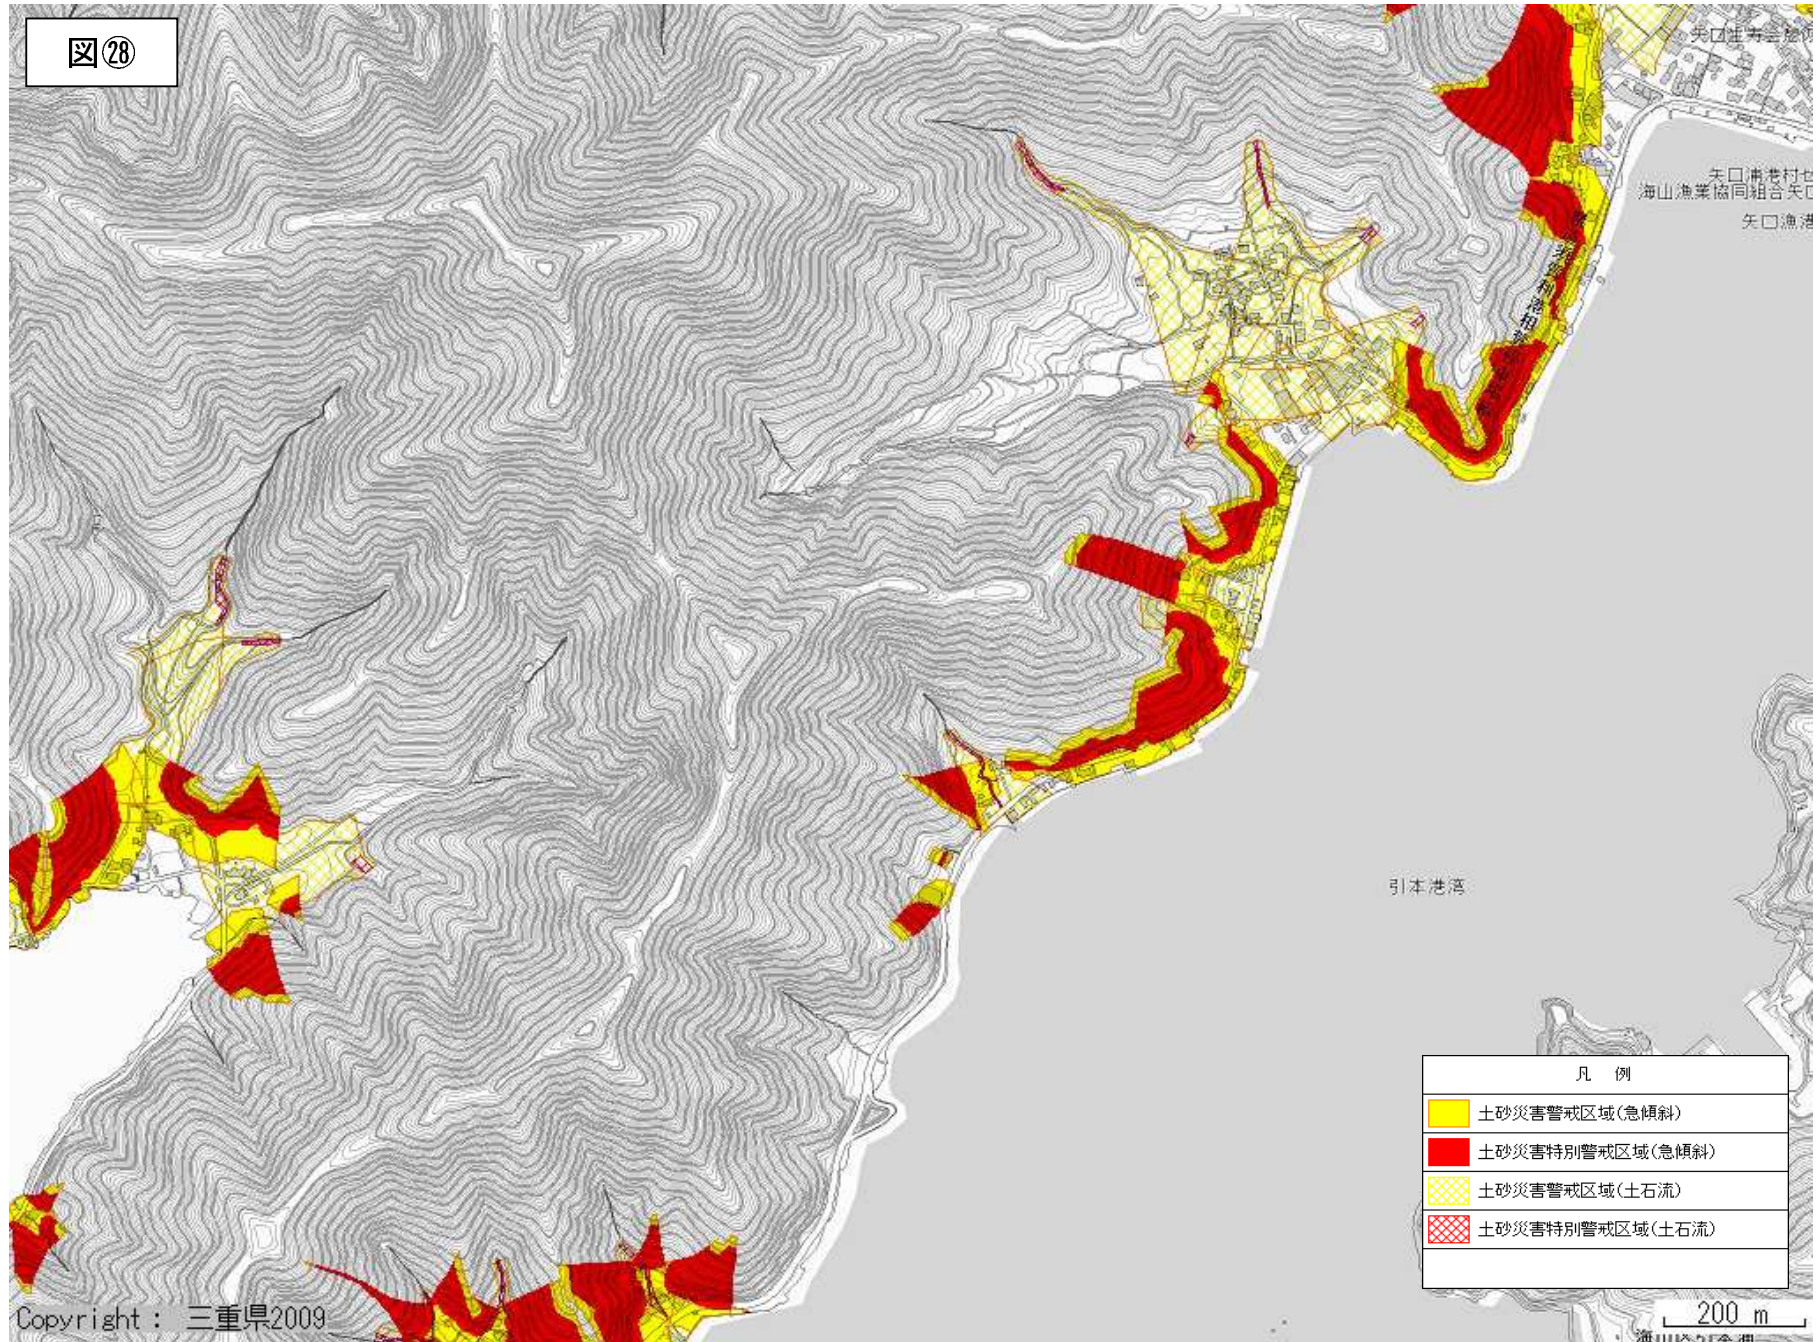 図㉘
矢口浦港村セ
海山漁業協同組合矢口
矢口漁港
引本港湾
凡 例
土砂災害警戒区域(急傾斜)
土砂災害特別警戒区域(急傾斜)
土砂災害警戒区域(土石流)
土砂災害特別警戒区域(土石流)
Copyright : 三重県2009
200 m